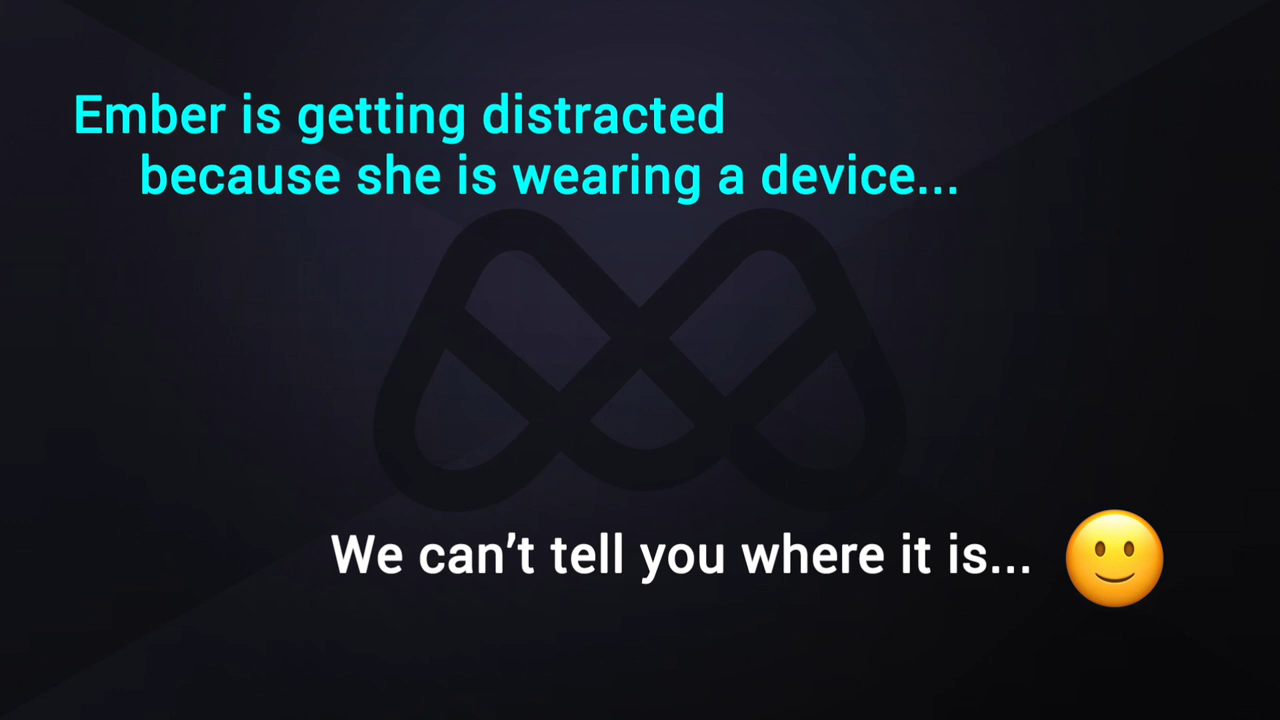 Ember is getting distracted
because she is wearing a device...
We can’t tell you where it is... 🙂